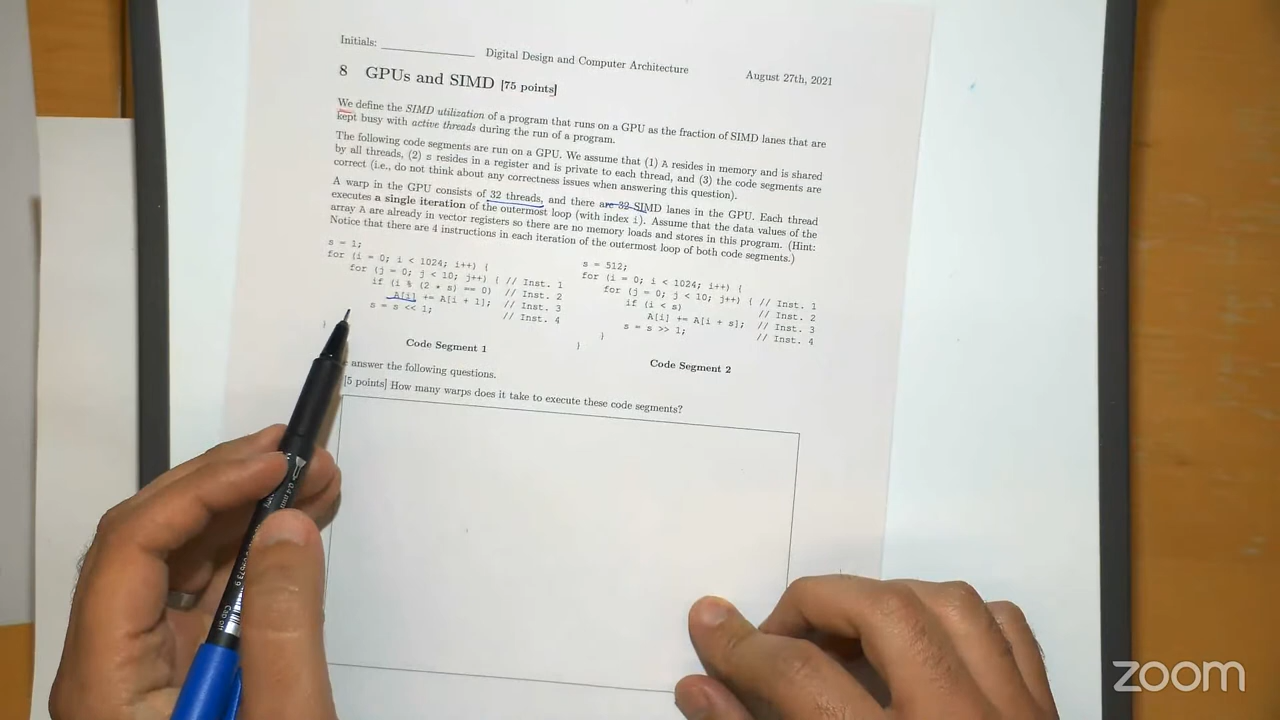 Initials: Digital Design and Computer Architecture August 27th, 2021
8 GPUs and SIMD [75 points]
We define the SIMD utilization of a program that runs on a GPU as the fraction of SIMD lanes that are
kept busy with active threads during the run of a program.
The following code segments are run on a GPU. We assume that (1) A resides in memory and is shared
by all threads, (2) s resides in a register and is private to each thread, and (3) the code segments are
correct (i.e., do not think about any correctness issues when answering this question).
A warp in the GPU consists of 32 threads, and there are 32 SIMD lanes in the GPU. Each thread
executes a single iteration of the outermost loop (with index i). Assume that the data values of the
array A are already in vector registers so there are no memory loads and stores in this program. (Hint:
Notice that there are 4 instructions in each iteration of the outermost loop of both code segments.)
s = 1;
for (i = 0; i < 1024; i++) {
for (j = 0; j < 10; j++) { // Inst. 1
if (i % (2 * s) == 0) // Inst. 2
A[i] += A[i + 1]; // Inst. 3
s = s << 1; // Inst. 4
}
Code Segment 1
s = 512;
for (i = 0; i < 1024; i++) {
for (j = 0; j < 10; j++) { // Inst. 1
if (i < s) // Inst. 2
A[i] += A[i + s]; // Inst. 3
s = s >> 1; // Inst. 4
}
}
Code Segment 2
answer the following questions.
[5 points] How many warps does it take to execute these code segments?
zoom